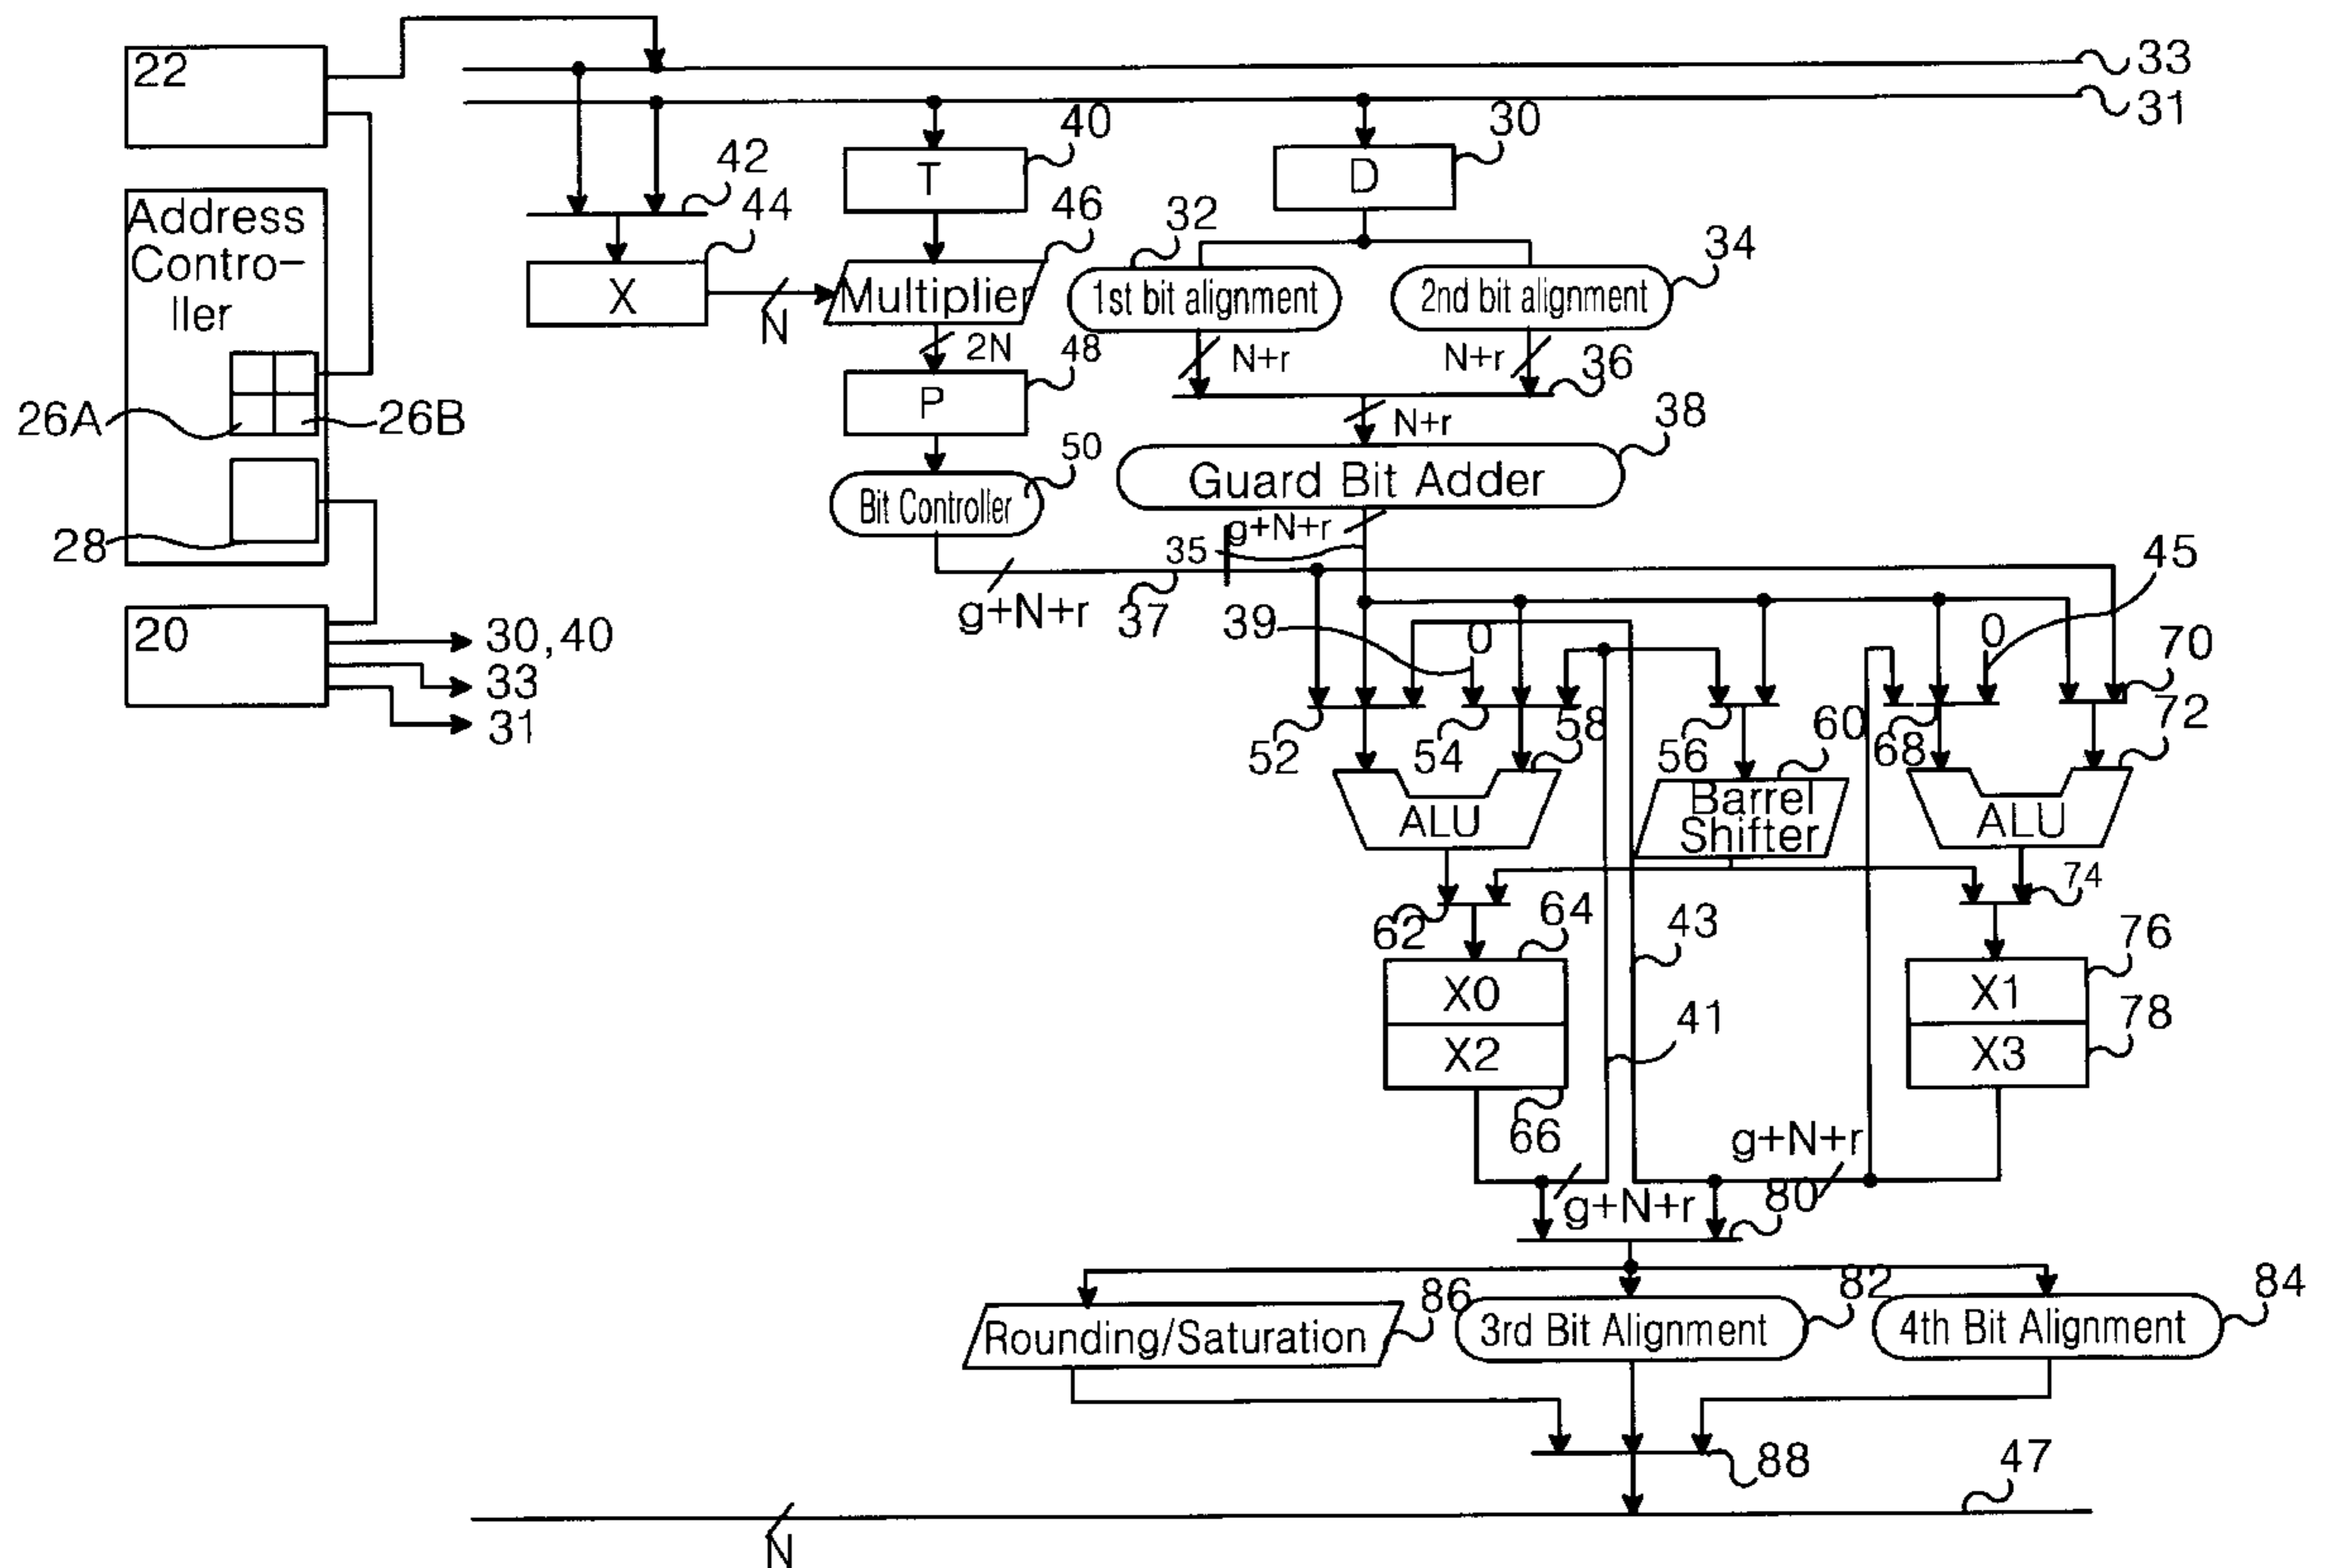 22
33
31
40
30
42
T
D
46
44
32
34
Address
Contro-
ller
X
N
Multiplier
1st bit alignment
2nd bit alignment
2N
48
N+r
N+r
36
26A
26B
P
N+r
38
50
Bit Controller
Guard Bit Adder
28
g+N+r
35
45
g+N+r
37
39
0
0
70
20
30,40
33
31
52
54
58
56
60
68
72
ALU
Barrel
Shifter
ALU
74
62
64
43
76
X0
X1
41
78
X2
X3
66
g+N+r
g+N+r
80
86
82
84
Rounding/Saturation
3rd Bit Alignment
4th Bit Alignment
88
47
N